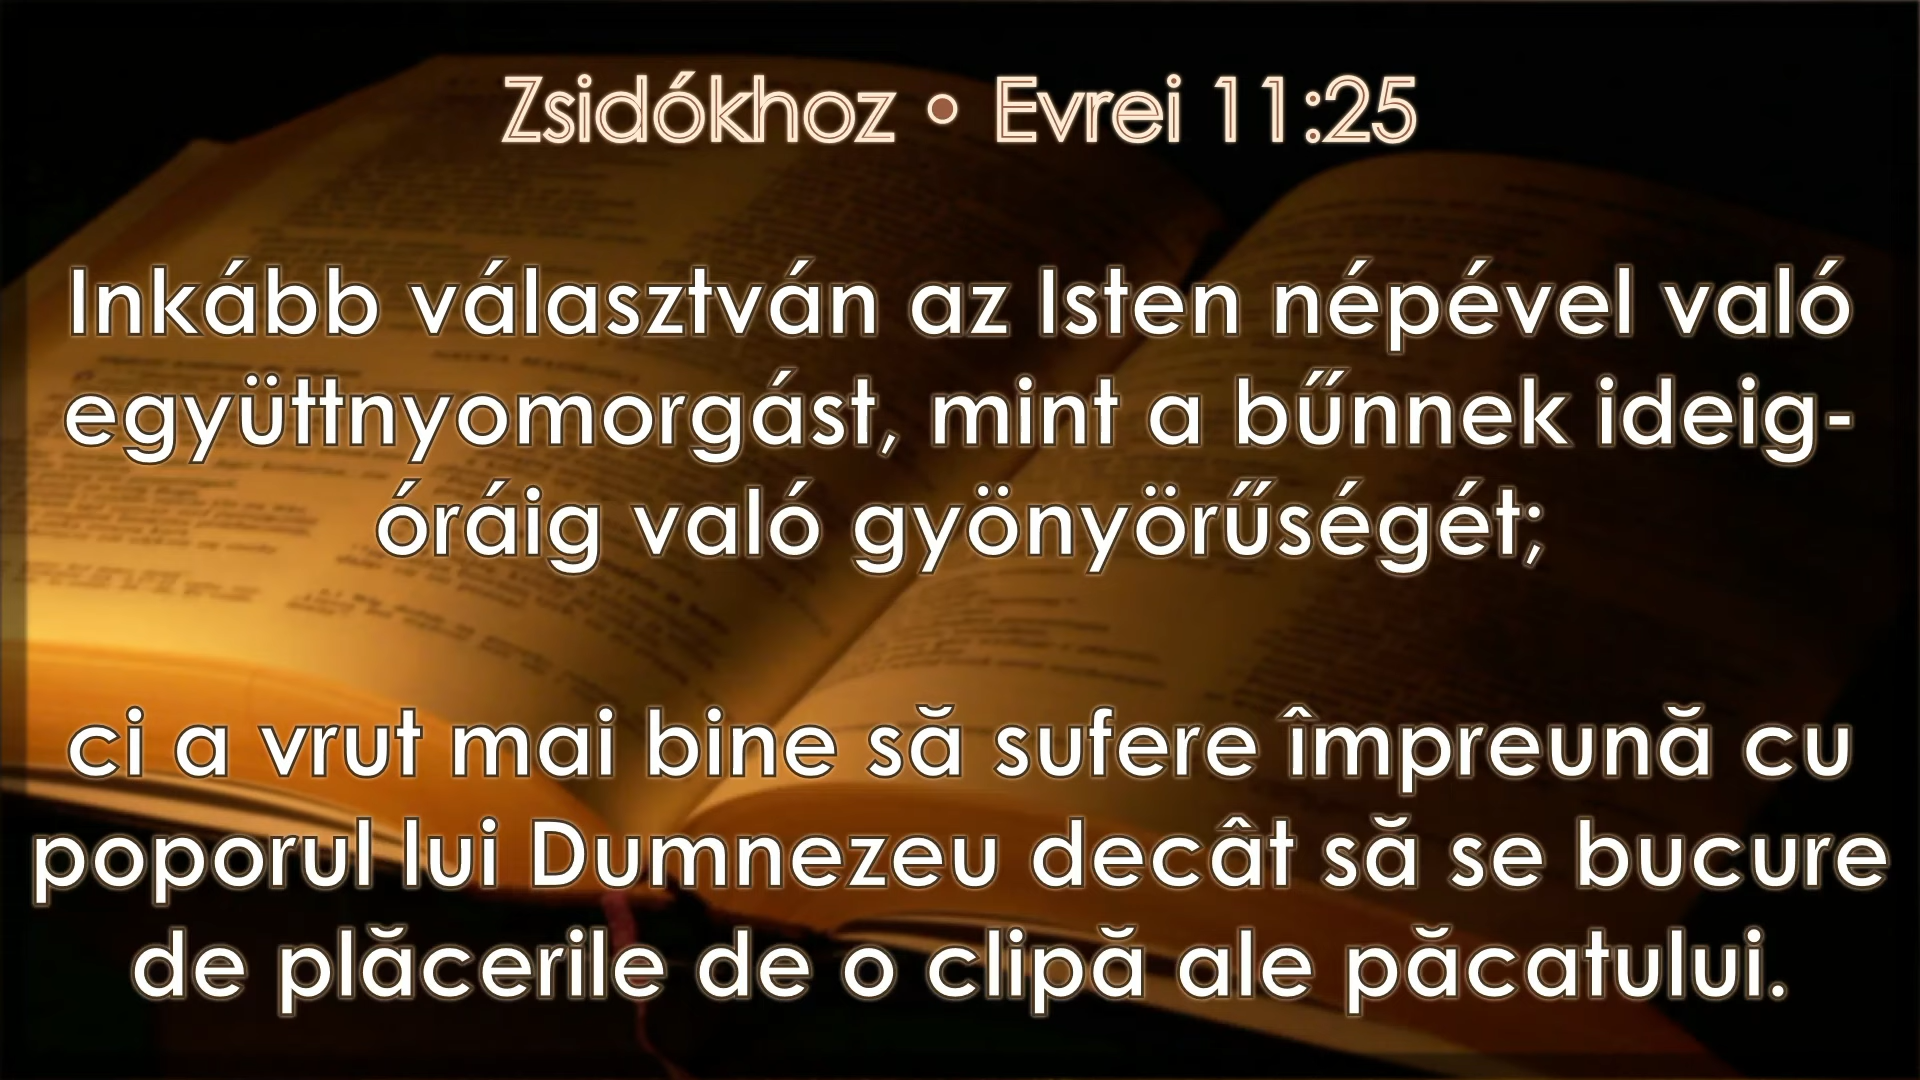 Zsidókhoz • Evrei 11:25
Inkább választván az Isten népével való
együttnyomorgást, mint a bűnnek ideig-
óráig való gyönyörűségét;
ci a vrut mai bine să sufere împreună cu
poporul lui Dumnezeu decât să se bucure
de plăcerile de o clipă ale păcatului.